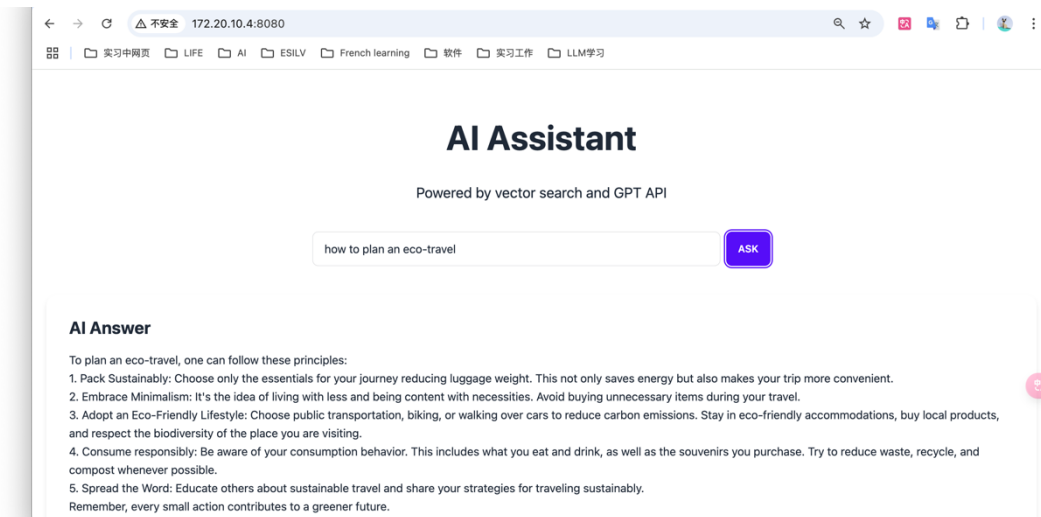 不安全 172.20.10.4:8080
实习中网页 LIFE AI ESILV French learning 软件 实习工作 LLM学习
AI Assistant
Powered by vector search and GPT API
how to plan an eco-travel ASK
AI Answer
To plan an eco-travel, one can follow these principles:
1. Pack Sustainably: Choose only the essentials for your journey reducing luggage weight. This not only saves energy but also makes your trip more convenient.
2. Embrace Minimalism: It's the idea of living with less and being content with necessities. Avoid buying unnecessary items during your travel.
3. Adopt an Eco-Friendly Lifestyle: Choose public transportation, biking, or walking over cars to reduce carbon emissions. Stay in eco-friendly accommodations, buy local products,
and respect the biodiversity of the place you are visiting.
4. Consume responsibly: Be aware of your consumption behavior. This includes what you eat and drink, as well as the souvenirs you purchase. Try to reduce waste, recycle, and
compost whenever possible.
5. Spread the Word: Educate others about sustainable travel and share your strategies for traveling sustainably.
Remember, every small action contributes to a greener future.